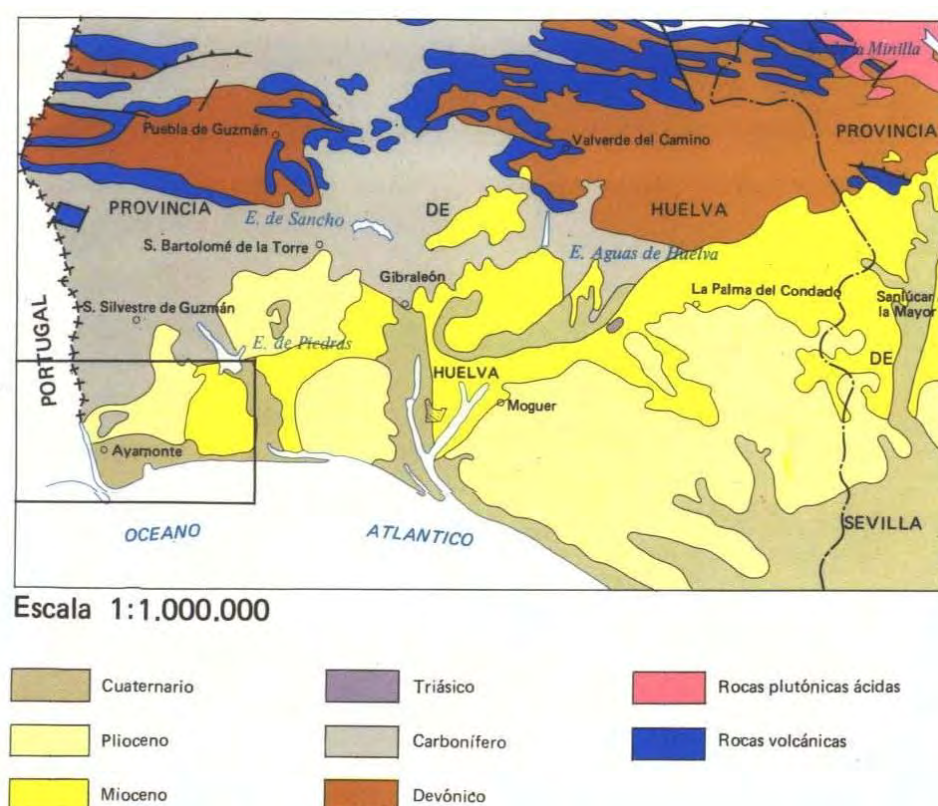 de la Minilla
Puebla de Guzmán
Valverde del Camino
PROVINCIA
PROVINCIA
DE
HUELVA
E. de Sancho
S. Bartolomé de la Torre
E. Aguas de Huelva
Gibraleón
S. Silvestre de Guzmán
La Palma del Condado
Sanlúcar
la Mayor
PORTUGAL
E. de Piedras
HUELVA
DE
Moguer
Ayamonte
OCEANO
ATLANTICO
SEVILLA
Escala 1:1.000.000
Cuaternario
Triásico
Rocas plutónicas ácidas
Plioceno
Carbonífero
Rocas volcánicas
Mioceno
Devónico